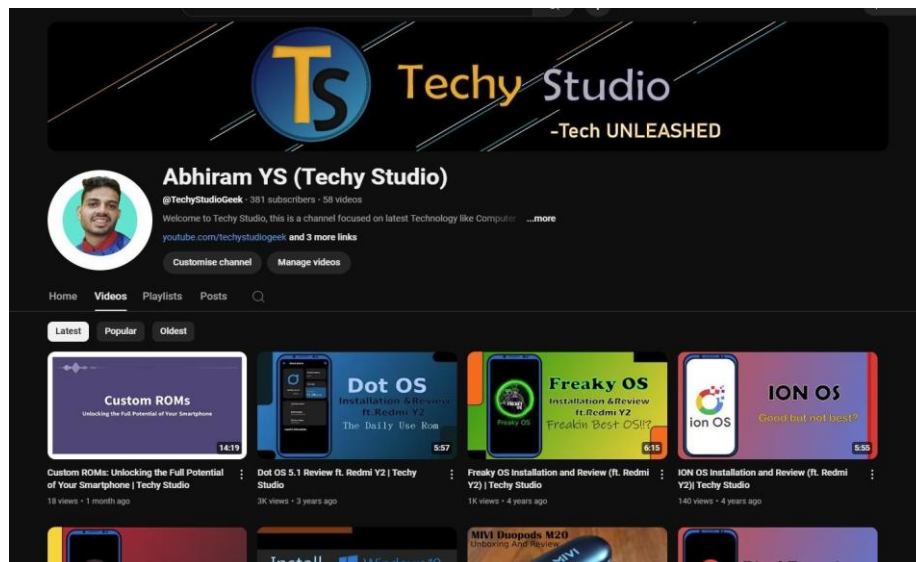 TS
Techy Studio
-Tech UNLEASHED
Abhiram YS (Techy Studio)
@TechyStudioGeek · 381 subscribers · 58 videos
Welcome to Techy Studio, this is a channel focused on latest Technology like Computer ...more
youtube.com/techystudiogeek and 3 more links
Customise channel
Manage videos
Home
Videos
Playlists
Posts
Latest
Popular
Oldest
Custom ROMs
Unlocking the Full Potential of Your Smartphone
14:19
Custom ROMs: Unlocking the Full Potential
of Your Smartphone | Techy Studio
18 views · 1 month ago
Dot OS
Installation &Review
ft.Redmi Y2
The Daily Use Rom
5:57
Dot OS 5.1 Review ft. Redmi Y2 | Techy
Studio
3K views · 3 years ago
Freaky OS
Freaky OS
Installation &Review
ft.Redmi Y2
Freakin Best OS!!?
6:15
Freaky OS Installation and Review (ft. Redmi
Y2) | Techy Studio
1K views · 4 years ago
ion OS
ION OS
Good but not best?
5:55
ION OS Installation and Review (ft. Redmi
Y2)| Techy Studio
140 views · 4 years ago
Install
MIVI Duopods M20
Unboxing And Review
MIVI